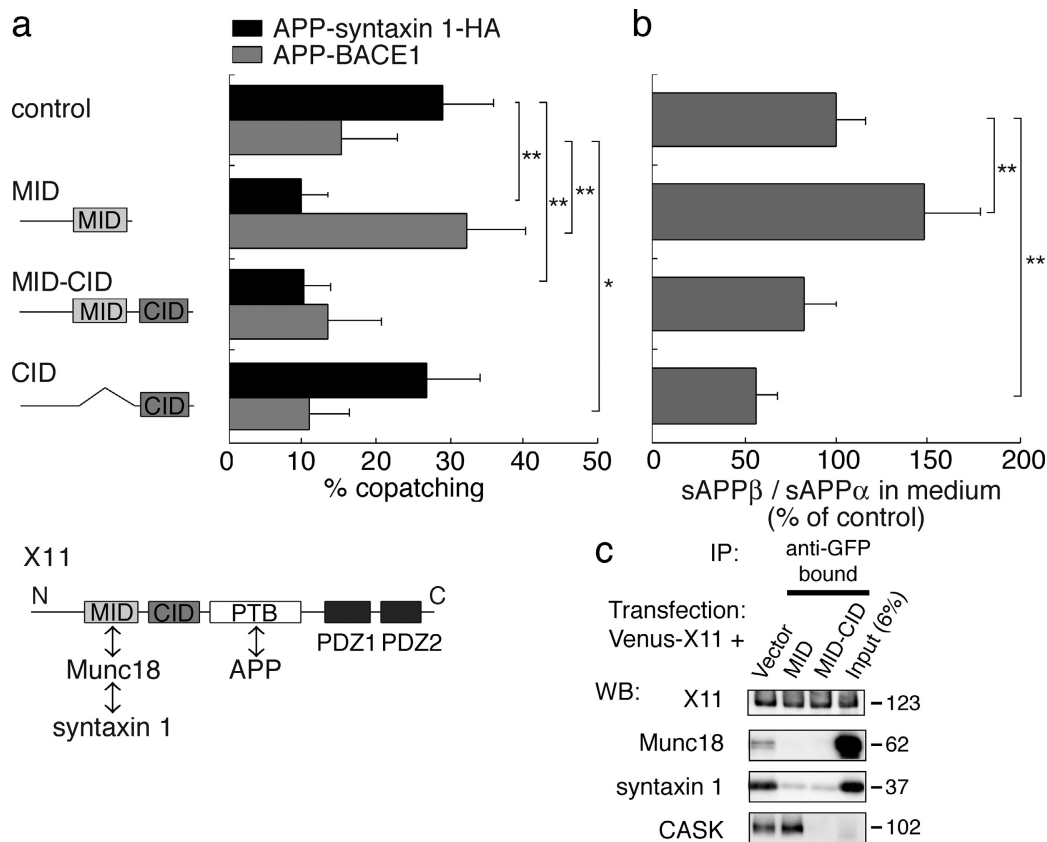 a
APP-syntaxin 1-HA
APP-BACE1
control
MID
MID
MID-CID
MID CID
CID
CID
** ** ** *
0 10 20 30 40 50
% copatching
b
** **
0 50 100 150 200
sAPPβ / sAPPα in medium
(% of control)
X11
N C
MID CID PTB
PDZ1 PDZ2
Munc18 APP
syntaxin 1
c
IP: anti-GFP
bound
Transfection:
Venus-X11 +
Vector MID MID-CID Input (6%)
WB: X11 -123
Munc18 -62
syntaxin 1 -37
CASK -102